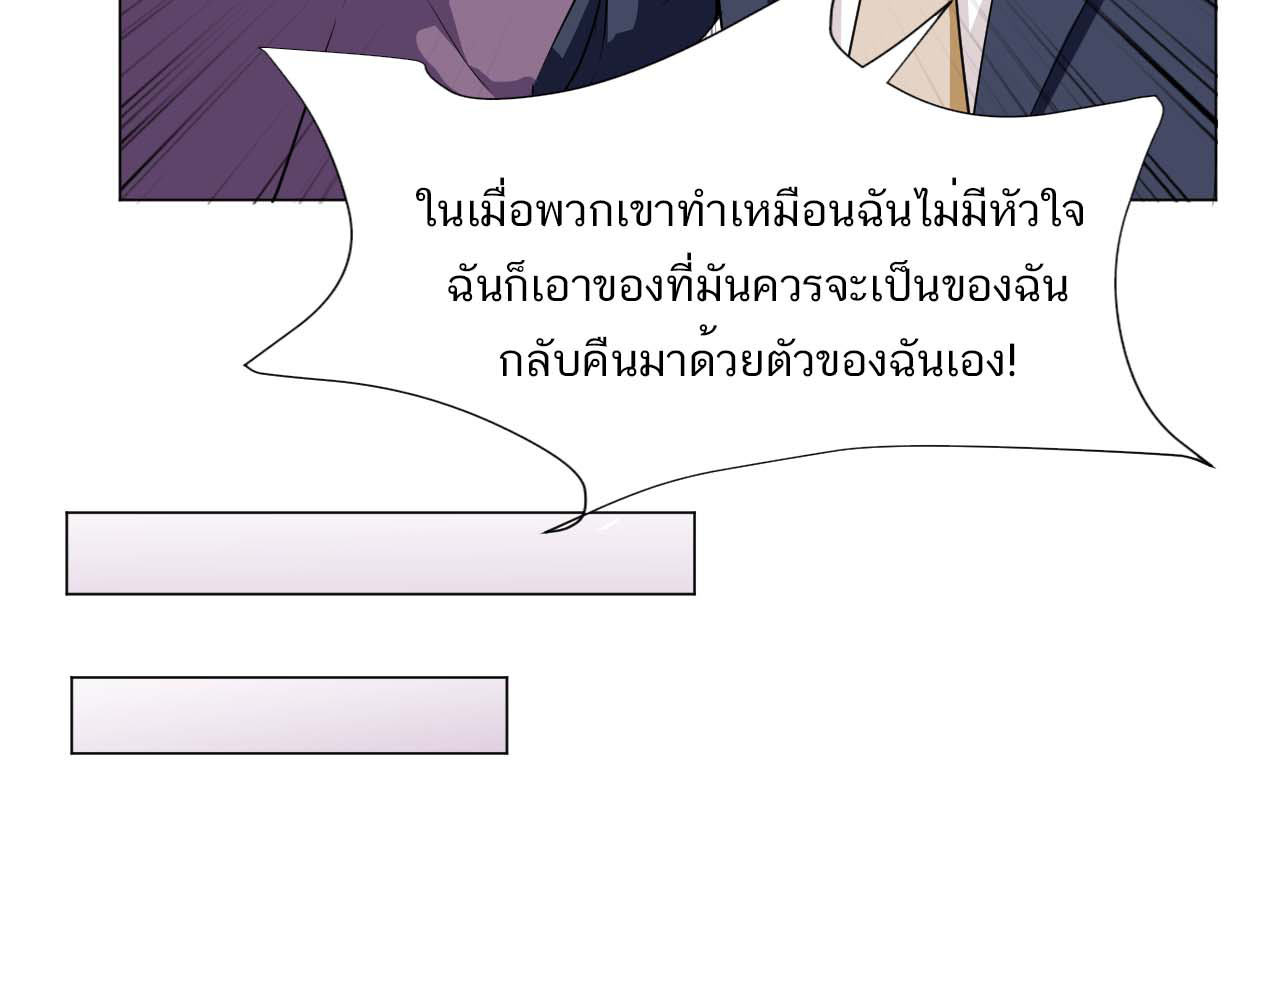 ในเมื่อพวกเขาทำเหมือนฉันไม่มีหัวใจ
ฉันก็เอาของที่มันควรจะเป็นของฉัน
กลับคืนมาด้วยตัวของฉันเอง!